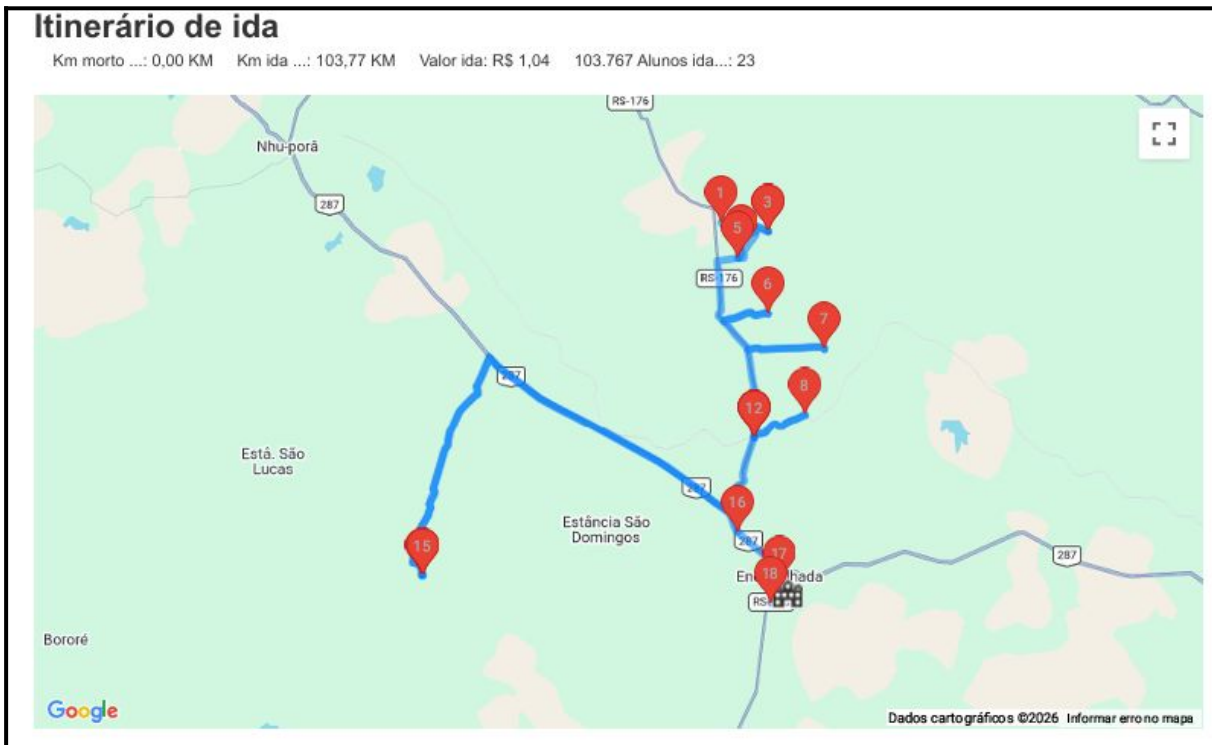 Itinerário de ida
Km morto ...: 0,00 KM Km ida ...: 103,77 KM Valor ida: R$ 1,04 103.767 Alunos ida...: 23
RS-176
Nhu-porã
287
1
3
5
RS-176
6
7
287
8
12
Estâ. São
Lucas
287
16
Estância São
Domingos
287
15
17
287
18
Bororé
Google
Dados cartográficos ©2026 Informar erro no mapa